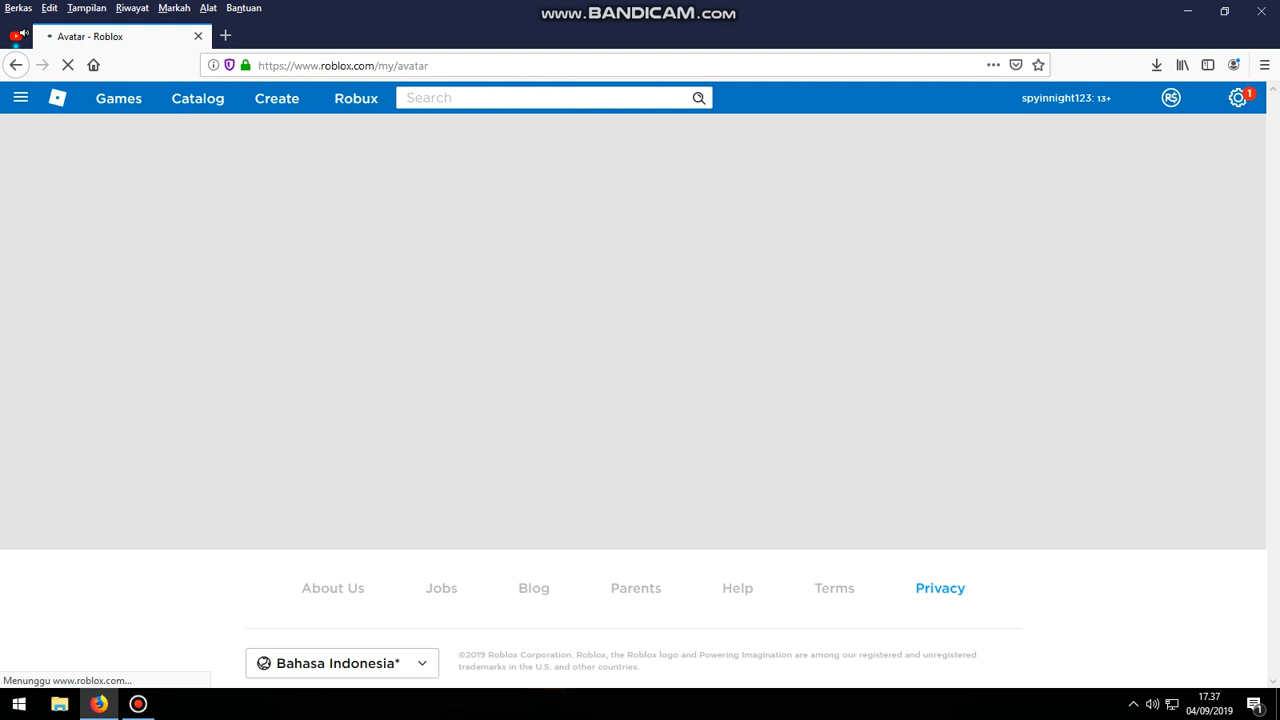 Berkas Edit Tampilan Riwayat Markah Alat Bantuan
www.BANDICAM.com
Avatar - Roblox
https://www.roblox.com/my/avatar
Games Catalog Create Robux Search spyinnight123: 13+ R$ 1
About Us Jobs Blog Parents Help Terms Privacy
Bahasa Indonesia*
©2019 Roblox Corporation. Roblox, the Roblox logo and Powering Imagination are among our registered and unregistered
trademarks in the U.S. and other countries.
Menunggu www.roblox.com...
17.37
04/09/2019
1